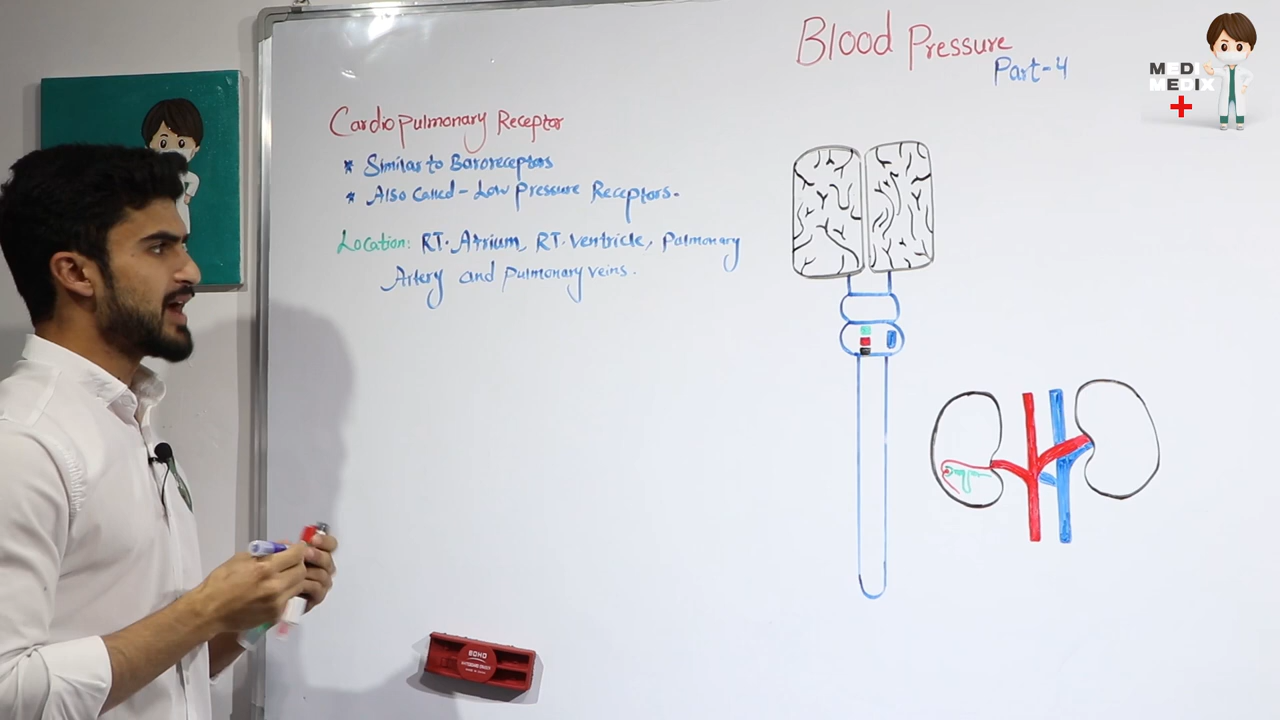 Blood Pressure
Part-4
MEDI
MEDIX
Cardiopulmonary Receptor
* Similar to Baroreceptors
* Also Called - Low Pressure Receptors.
Location: RT. Atrium, RT. Ventricle, Pulmonary
Artery and Pulmonary veins.
SOHO